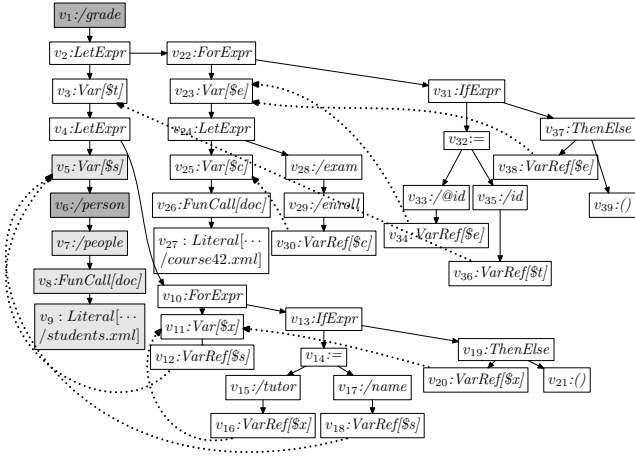 v1:/grade
v2:LetExpr
v22:ForExpr
v3:Var[$t]
v23:Var[$e]
v31:IfExpr
v4:LetExpr
v24:LetExpr
v37:ThenElse
v32:=
v5:Var[$s]
v25:Var[$c]
v28:/exam
v38:VarRef[$e]
v6:/person
v26:FunCall[doc]
v29:/enroll
v33:/@id
v35:/id
v39:()
v7:/people
v27: Literal[···
/course42.xml]
v30:VarRef[$c]
v34:VarRef[$e]
v8:FunCall[doc]
v36:VarRef[$t]
v9: Literal[···
/students.xml]
v10:ForExpr
v11:Var[$x]
v13:IfExpr
v12:VarRef[$s]
v14:=
v19:ThenElse
v15:/tutor
v17:/name
v20:VarRef[$x]
v21:()
v16:VarRef[$x]
v18:VarRef[$s]